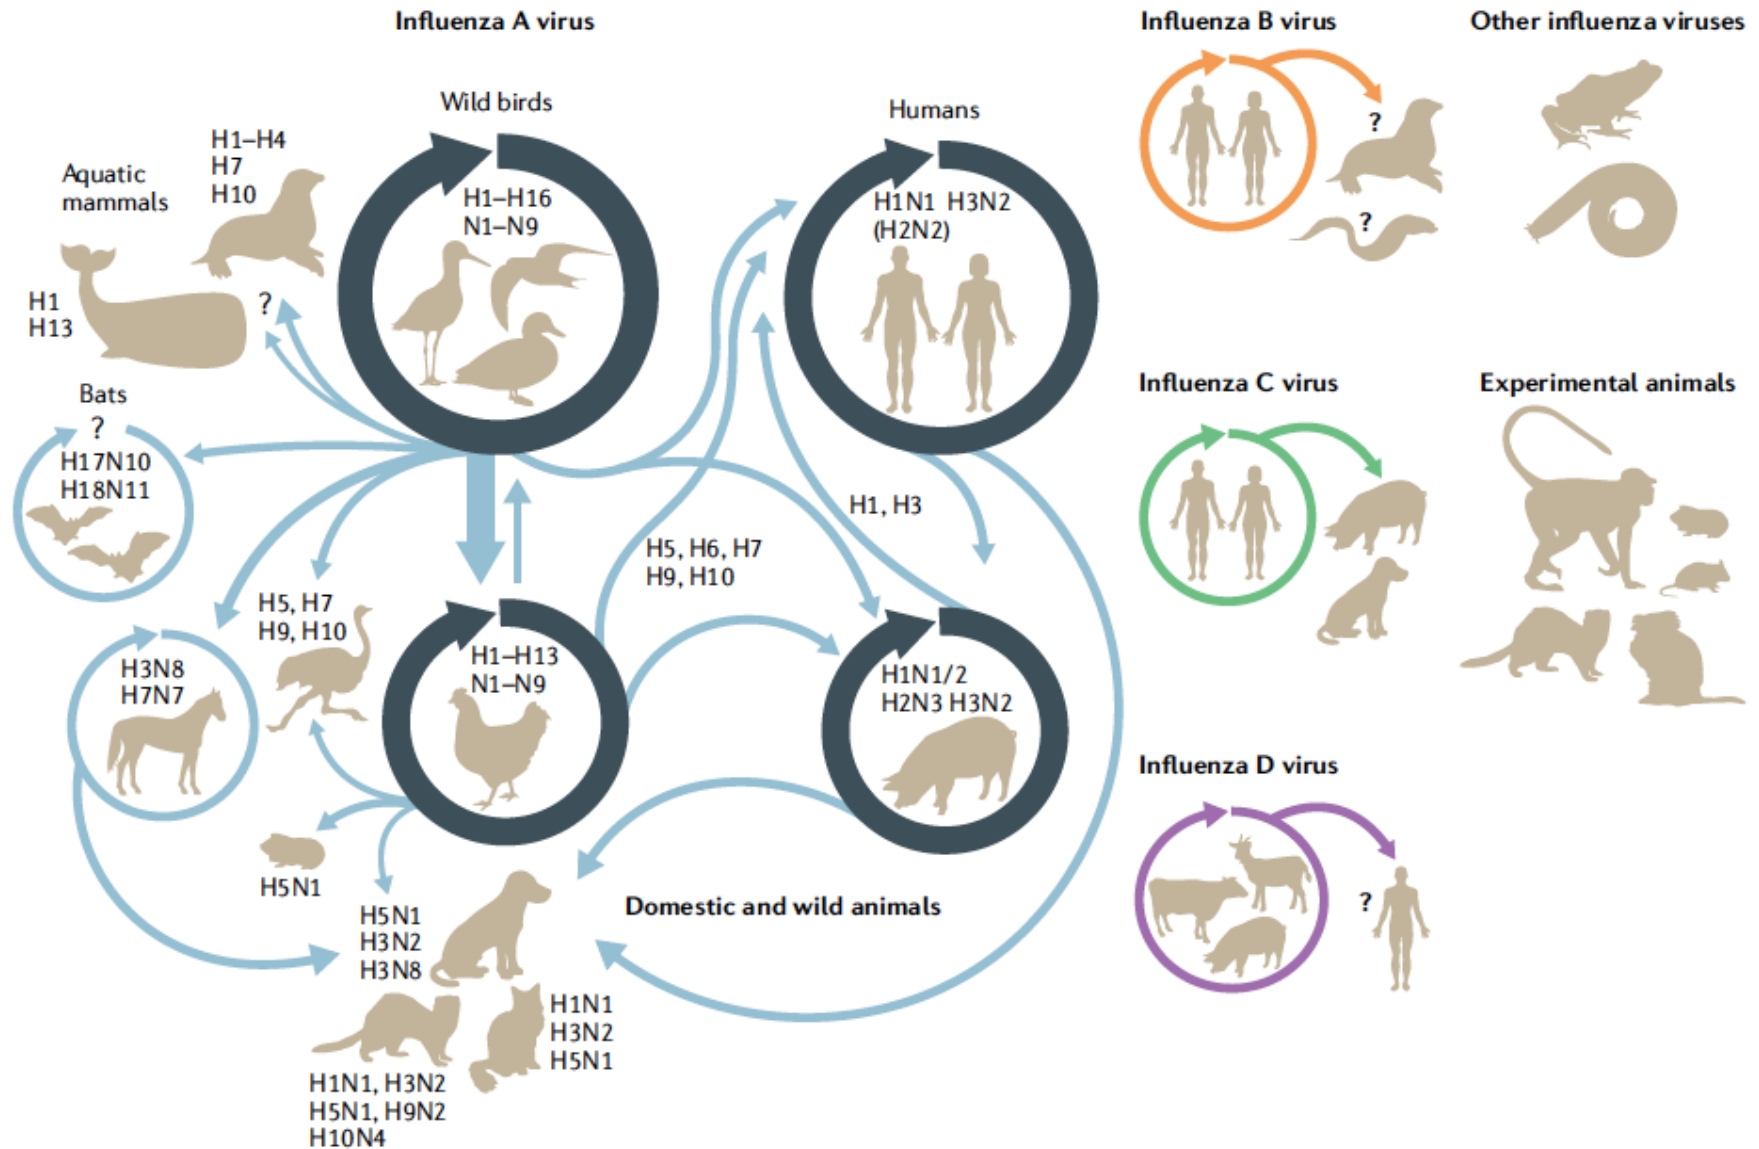 Influenza A virus
Influenza B virus
Other influenza viruses
Wild birds
Humans
H1–H4
H7
H10
Aquatic
mammals
H1
H13
?
H1–H16
N1–N9
H1N1 H3N2
(H2N2)
?
?
Bats
?
H17N10
H18N11
Influenza C virus
Experimental animals
H1, H3
H5, H6, H7
H9, H10
H5, H7
H9, H10
H3N8
H7N7
H1–H13
N1–N9
H1N1/2
H2N3 H3N2
Influenza D virus
?
H5N1
Domestic and wild animals
H5N1
H3N2
H3N8
H1N1
H3N2
H5N1
H1N1, H3N2
H5N1, H9N2
H10N4